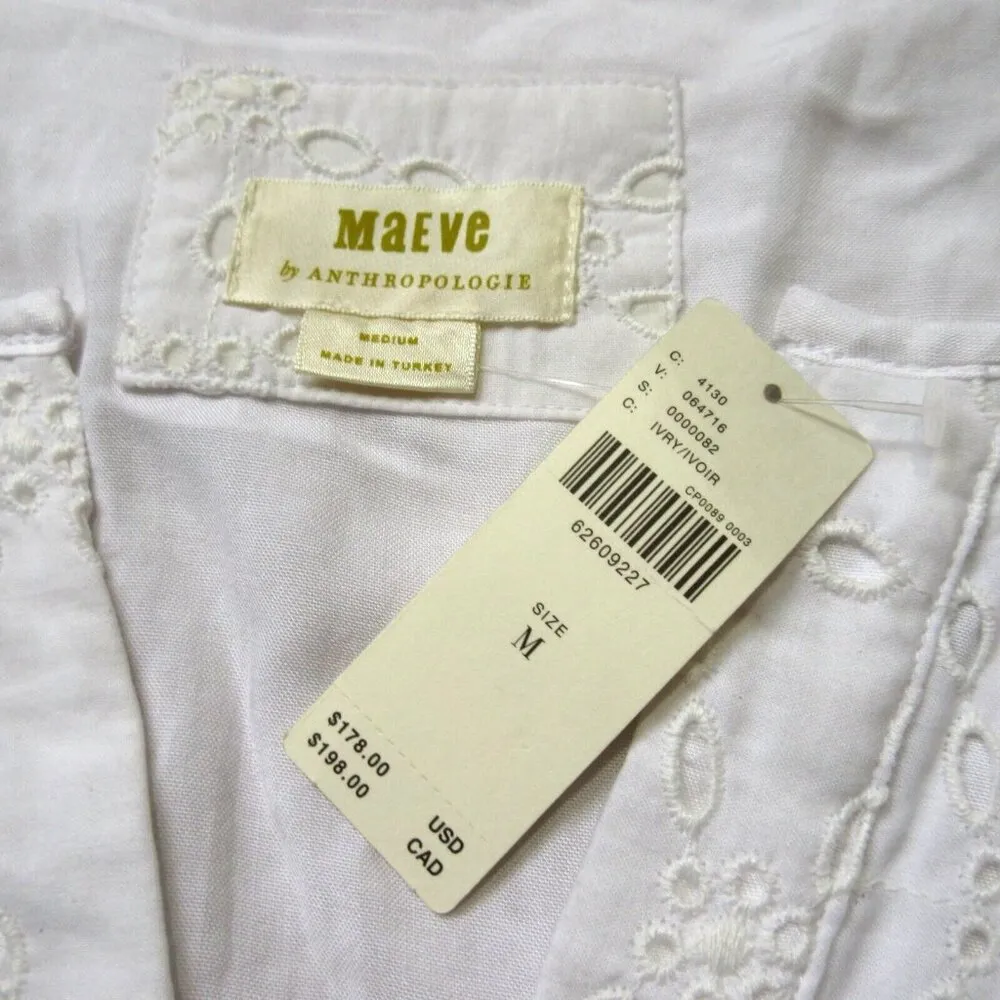 MaEVe
by ANTHROPOLOGIE
MEDIUM
MADE IN TURKEY
C: 4130
V: 064716
S: 0000082
C: IVRY/IVOIR
CP0089 0003
62609227
SIZE
M
$178.00 USD
$198.00 CAD